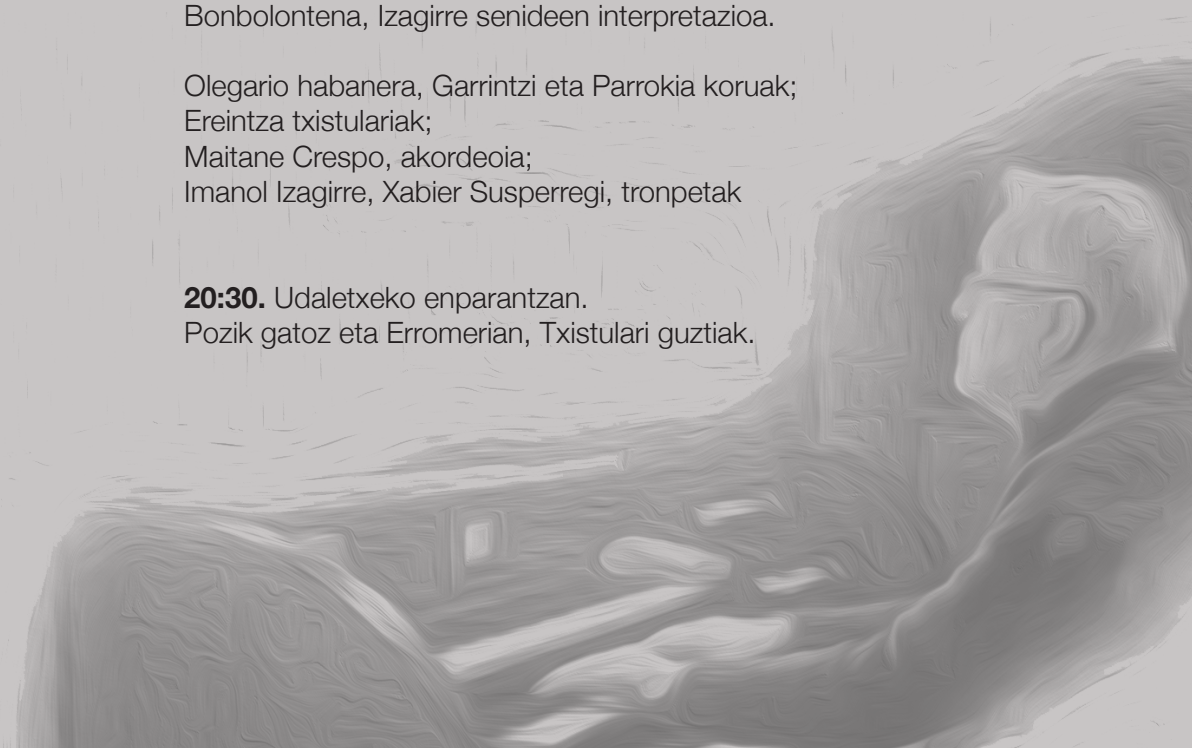 Bonbolontena, Izagirre senideen interpretazioa.
Olegario habanera, Garrintzi eta Parrokia koruak;
Ereintza txistulariak;
Maitane Crespo, akordeoia;
Imanol Izagirre, Xabier Susperregi, tronpetak
20:30. Udaletxeko enparantzan.
Pozik gatoz eta Erromerian, Txistulari guztiak.